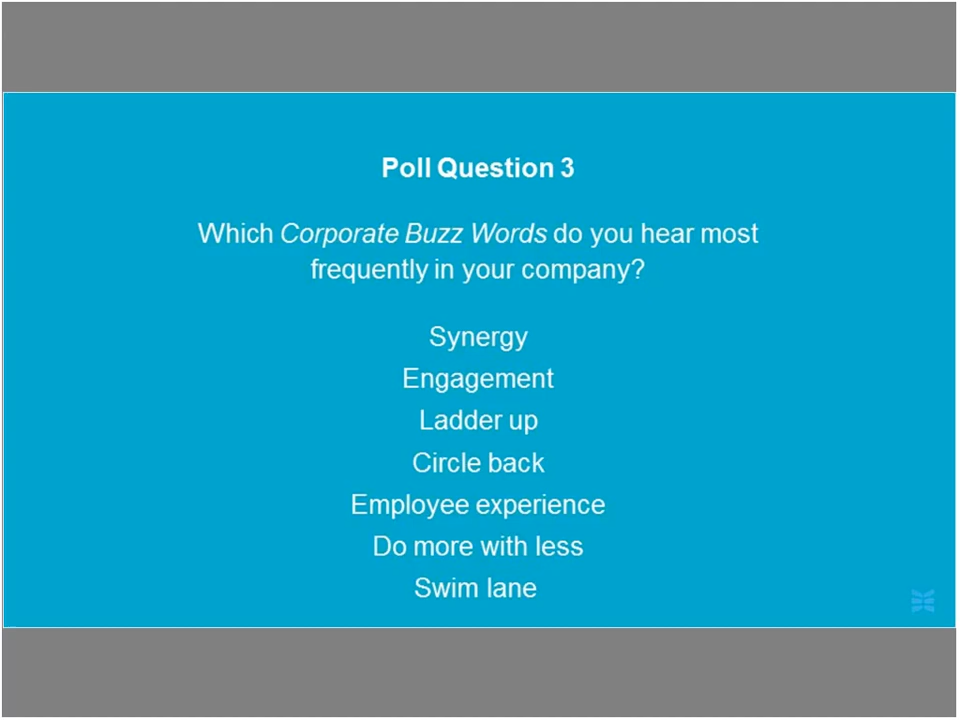 Poll Question 3
Which Corporate Buzz Words do you hear most
frequently in your company?
Synergy
Engagement
Ladder up
Circle back
Employee experience
Do more with less
Swim lane